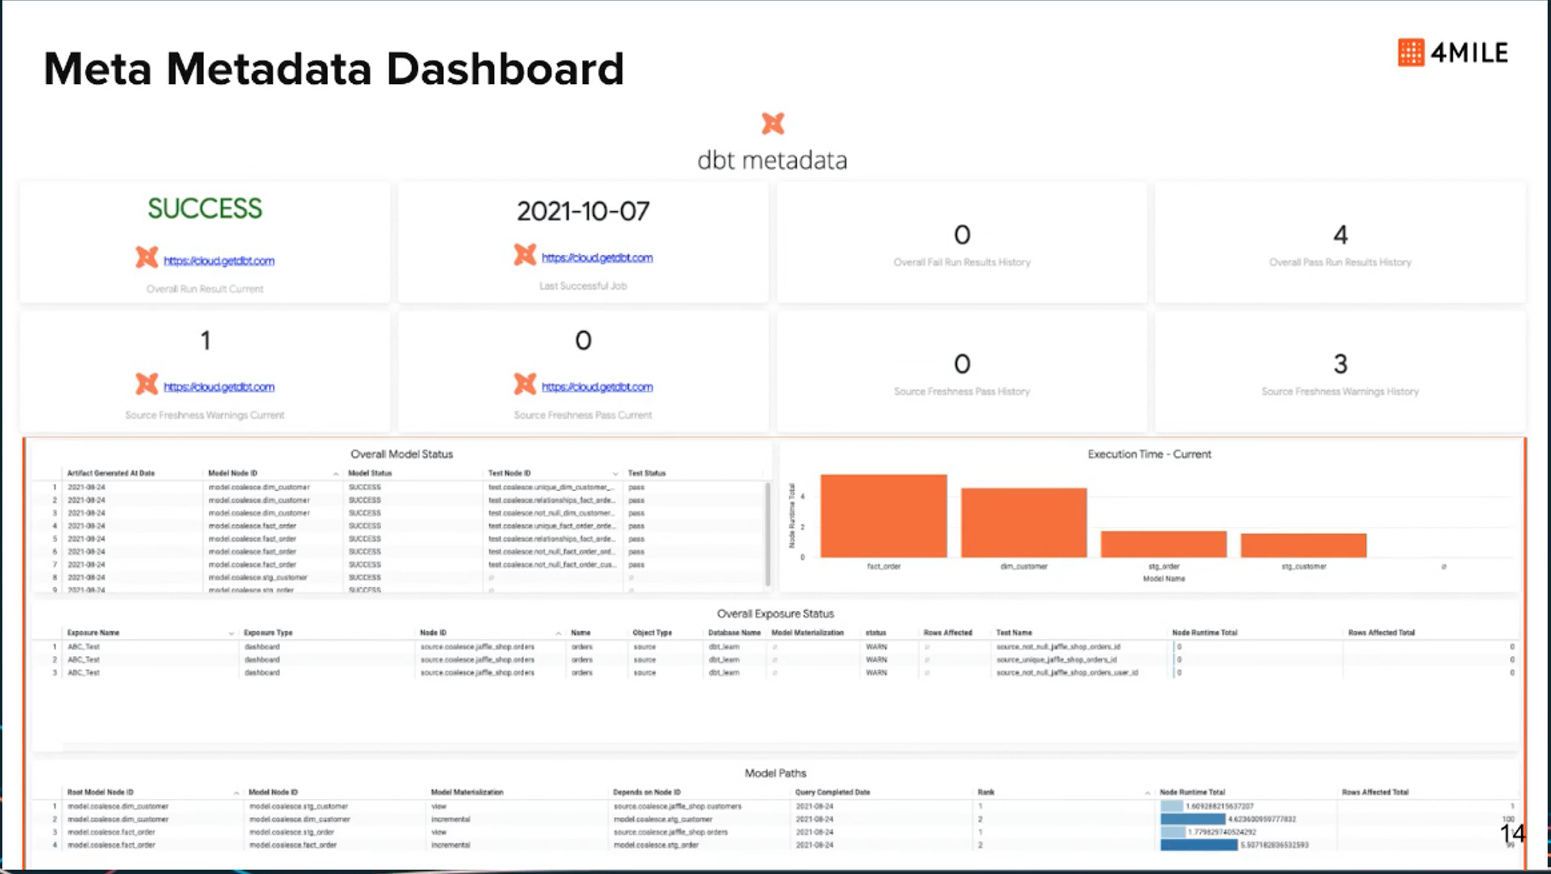 Meta Metadata Dashboard
4MILE
dbt metadata
SUCCESS
https://cloud.getdbt.com
Overall Run Result Current
2021-10-07
https://cloud.getdbt.com
Last Successful Job
0
Overall Fail Run Results History
4
Overall Pass Run Results History
1
https://cloud.getdbt.com
Source Freshness Warnings Current
0
https://cloud.getdbt.com
Source Freshness Pass Current
0
Source Freshness Pass History
3
Source Freshness Warnings History
Overall Model Status
Artifact Generated At Date Model Node ID Model Status Test Node ID Test Status
1 2021-08-24 model.coalesce.dim_customer SUCCESS test.coalesce.unique_dim_customer_... pass
2 2021-08-24 model.coalesce.dim_customer SUCCESS test.coalesce.relationships_fact_orde... pass
3 2021-08-24 model.coalesce.dim_customer SUCCESS test.coalesce.not_null_dim_customer... pass
4 2021-08-24 model.coalesce.fact_order SUCCESS test.coalesce.unique_fact_order_orde... pass
5 2021-08-24 model.coalesce.fact_order SUCCESS test.coalesce.relationships_fact_orde... pass
6 2021-08-24 model.coalesce.fact_order SUCCESS test.coalesce.not_null_fact_order_ord... pass
7 2021-08-24 model.coalesce.fact_order SUCCESS test.coalesce.not_null_fact_order_cus... pass
8 2021-08-24 model.coalesce.stg_customer SUCCESS ∅ ∅
9 2021-08-24 model.coalesce.stg_order SUCCESS
Execution Time - Current
Node Runtime Total
4
2
0
fact_order dim_customer stg_order stg_customer ∅
Model Name
Overall Exposure Status
Exposure Name Exposure Type Node ID Name Object Type Database Name Model Materialization status Rows Affected Test Name Node Runtime Total Rows Affected Total
1 ABC_Test dashboard source.coalesce.jaffle_shop.orders orders source dbt_learn ∅ WARN ∅ source_not_null_jaffle_shop_orders_id 0 0
2 ABC_Test dashboard source.coalesce.jaffle_shop.orders orders source dbt_learn ∅ WARN ∅ source_unique_jaffle_shop_orders_id 0 0
3 ABC_Test dashboard source.coalesce.jaffle_shop.orders orders source dbt_learn ∅ WARN ∅ source_not_null_jaffle_shop_orders_user_id 0 0
Model Paths
Root Model Node ID Model Node ID Model Materialization Depends on Node ID Query Completed Date Rank Node Runtime Total Rows Affected Total
1 model.coalesce.dim_customer model.coalesce.stg_customer view source.coalesce.jaffle_shop.customers 2021-08-24 1 1.609288215637207 1
2 model.coalesce.dim_customer model.coalesce.dim_customer incremental model.coalesce.stg_customer 2021-08-24 2 4.623600959777832 100
3 model.coalesce.fact_order model.coalesce.stg_order view source.coalesce.jaffle_shop.orders 2021-08-24 1 1.779829740524292
4 model.coalesce.fact_order model.coalesce.fact_order incremental model.coalesce.stg_order 2021-08-24 2 5.507182836532593
14